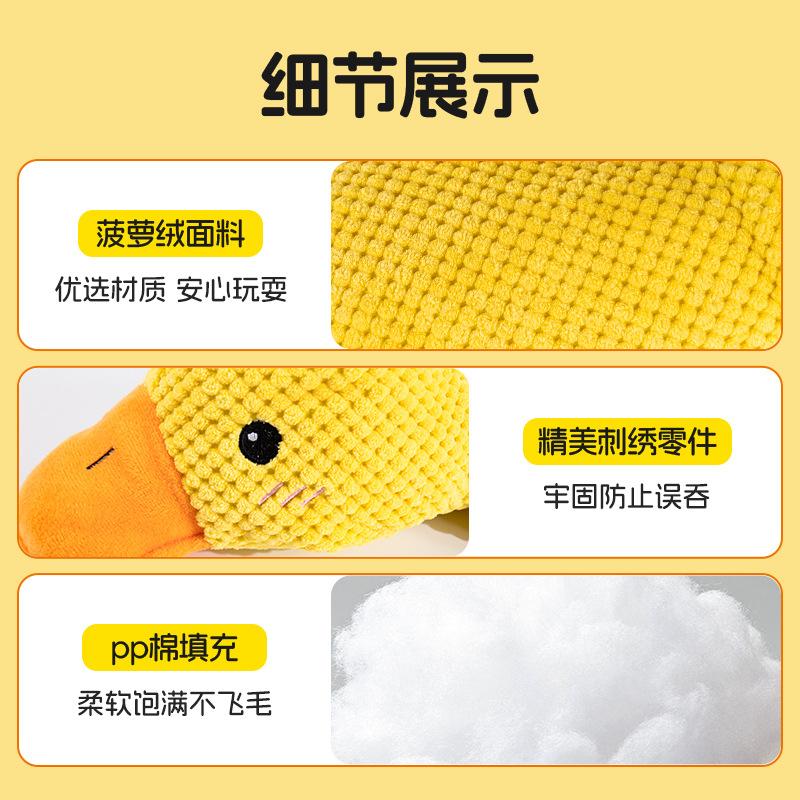 细节展示
菠萝绒面料
优选材质 安心玩耍
精美刺绣零件
牢固防止误吞
pp棉填充
柔软饱满不飞毛